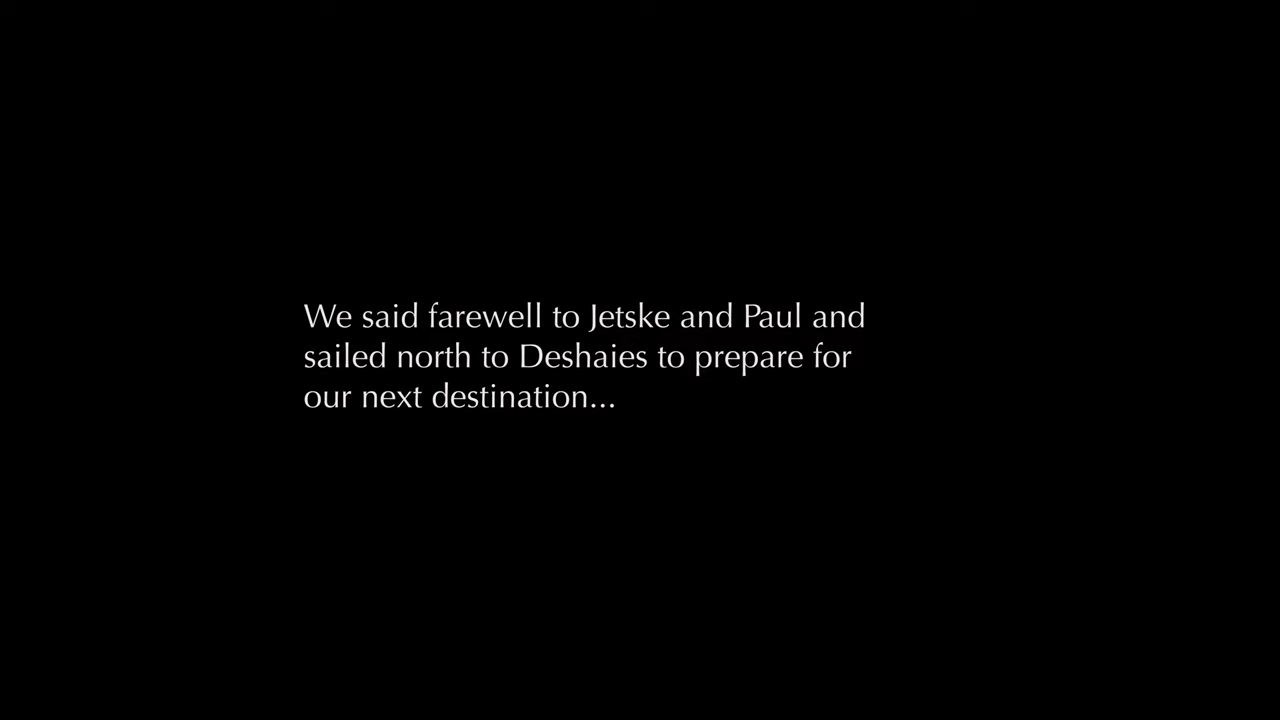 We said farewell to Jetske and Paul and
sailed north to Deshaies to prepare for
our next destination...